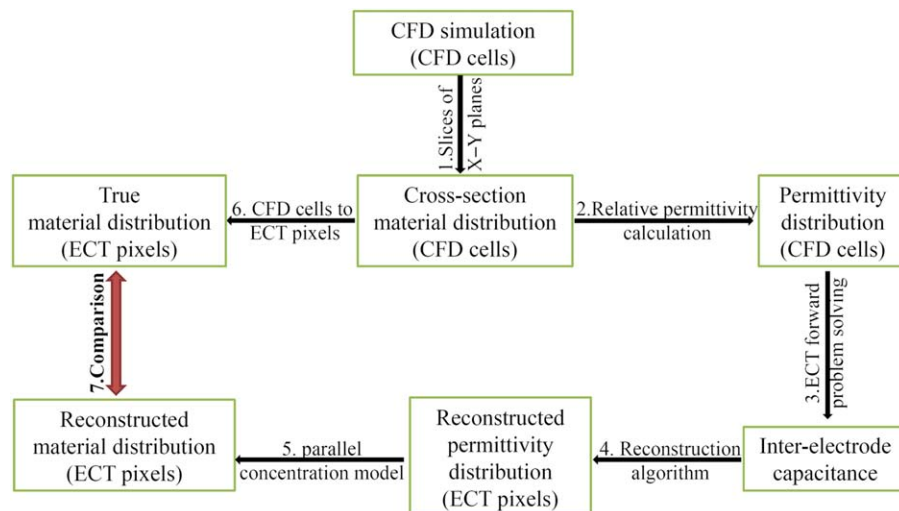 CFD simulation
(CFD cells)
1.Slices of
X-Y planes
True
material distribution
(ECT pixels)
6. CFD cells to
ECT pixels
Cross-section
material distribution
(CFD cells)
2.Relative permittivity
calculation
Permittivity
distribution
(CFD cells)
7.Comparison
3.ECT forward
problem solving
Reconstructed
material distribution
(ECT pixels)
5. parallel
concentration model
Reconstructed
permittivity
distribution
(ECT pixels)
4. Reconstruction
algorithm
Inter-electrode
capacitance